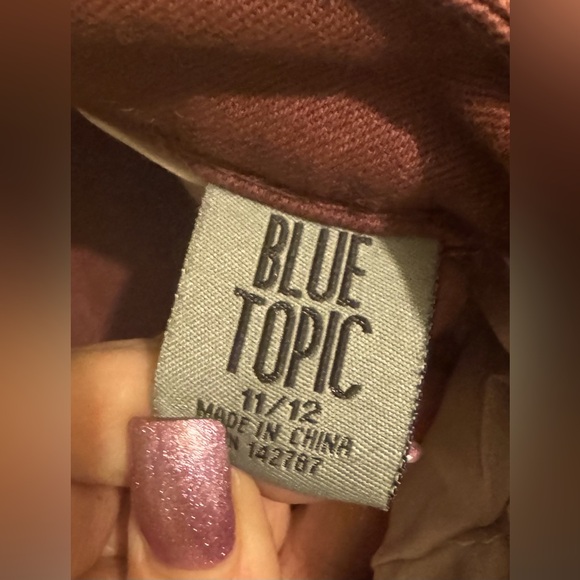 BLUE
TOPIC
11/12
MADE IN CHINA
N 142787